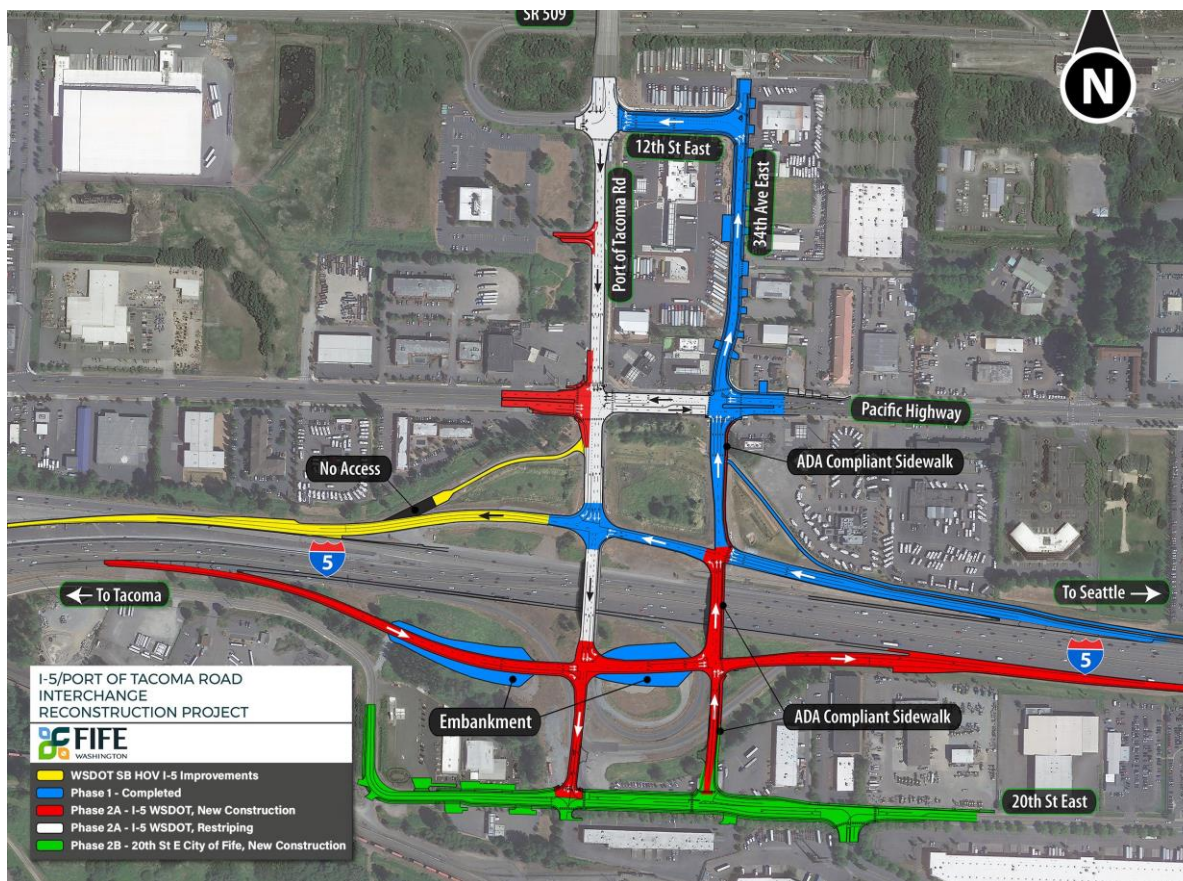 SR 509
N
12th St East
Port of Tacoma Rd
34th Ave East
Pacific Highway
No Access
ADA Compliant Sidewalk
5
To Tacoma
To Seattle
5
I-5/PORT OF TACOMA ROAD
INTERCHANGE
RECONSTRUCTION PROJECT
FIFE
WASHINGTON
Embankment
ADA Compliant Sidewalk
WSDOT SB HOV I-5 Improvements
Phase 1 - Completed
Phase 2A - I-5 WSDOT, New Construction
Phase 2A - I-5 WSDOT, Restriping
Phase 2B - 20th St E City of Fife, New Construction
20th St East